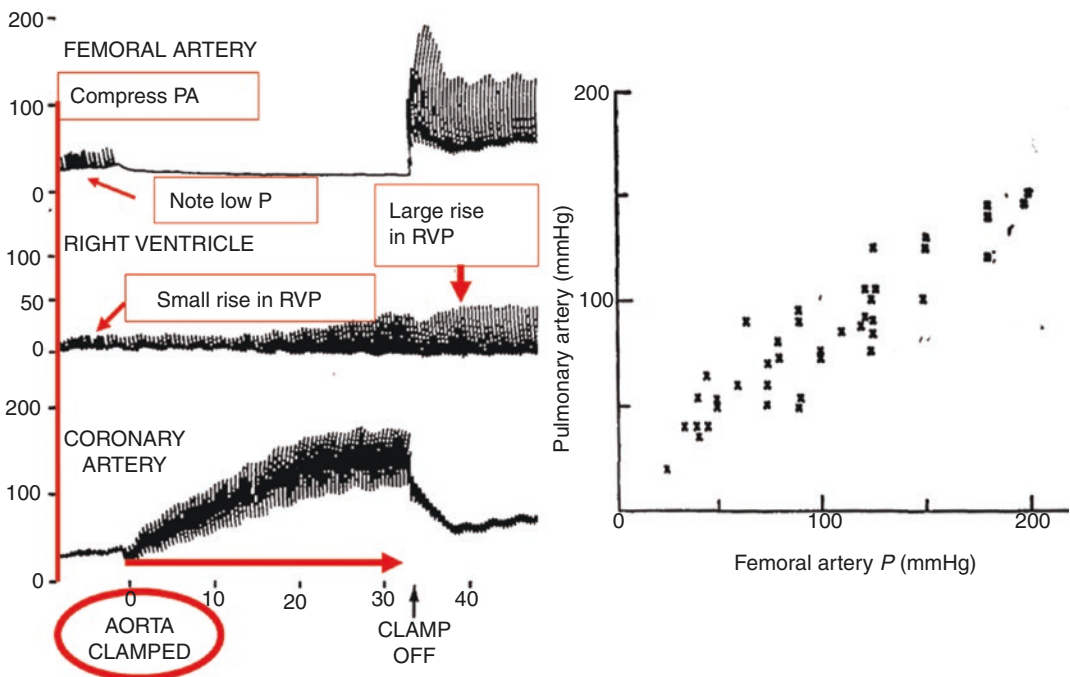 200
FEMORAL ARTERY
Compress PA
100
0
Note low P
Large rise
in RVP
RIGHT VENTRICLE
100
50
Small rise in RVP
0
200
CORONARY
ARTERY
100
0
0 10 20 30 40
AORTA
CLAMPED
CLAMP
OFF
200
100
Pulmonary artery (mmHg)
0 100 200
Femoral artery P (mmHg)